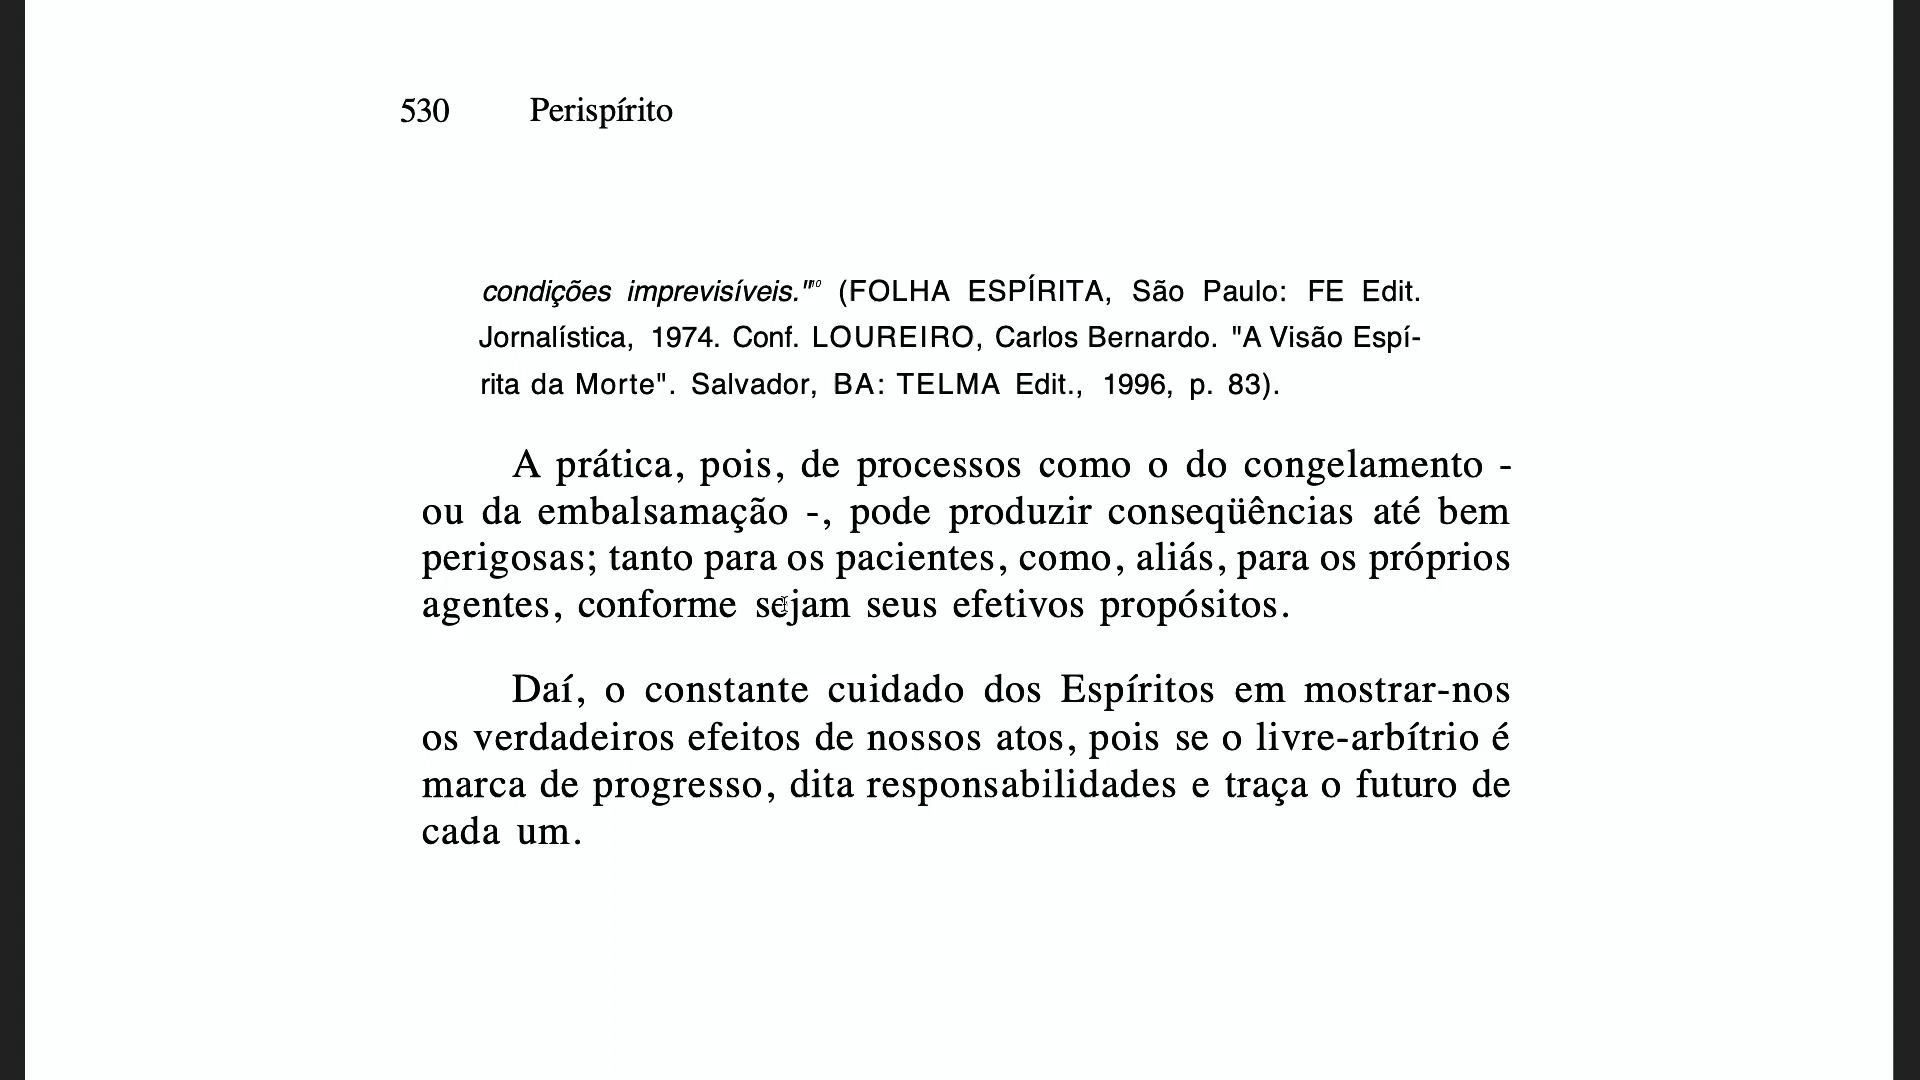 530 Perispírito
condições imprevisíveis."¹⁰ (FOLHA ESPÍRITA, São Paulo: FE Edit.
Jornalística, 1974. Conf. LOUREIRO, Carlos Bernardo. "A Visão Espí-
rita da Morte". Salvador, BA: TELMA Edit., 1996, p. 83).
A prática, pois, de processos como o do congelamento -
ou da embalsamação -, pode produzir conseqüências até bem
perigosas; tanto para os pacientes, como, aliás, para os próprios
agentes, conforme sejam seus efetivos propósitos.
Daí, o constante cuidado dos Espíritos em mostrar-nos
os verdadeiros efeitos de nossos atos, pois se o livre-arbítrio é
marca de progresso, dita responsabilidades e traça o futuro de
cada um.